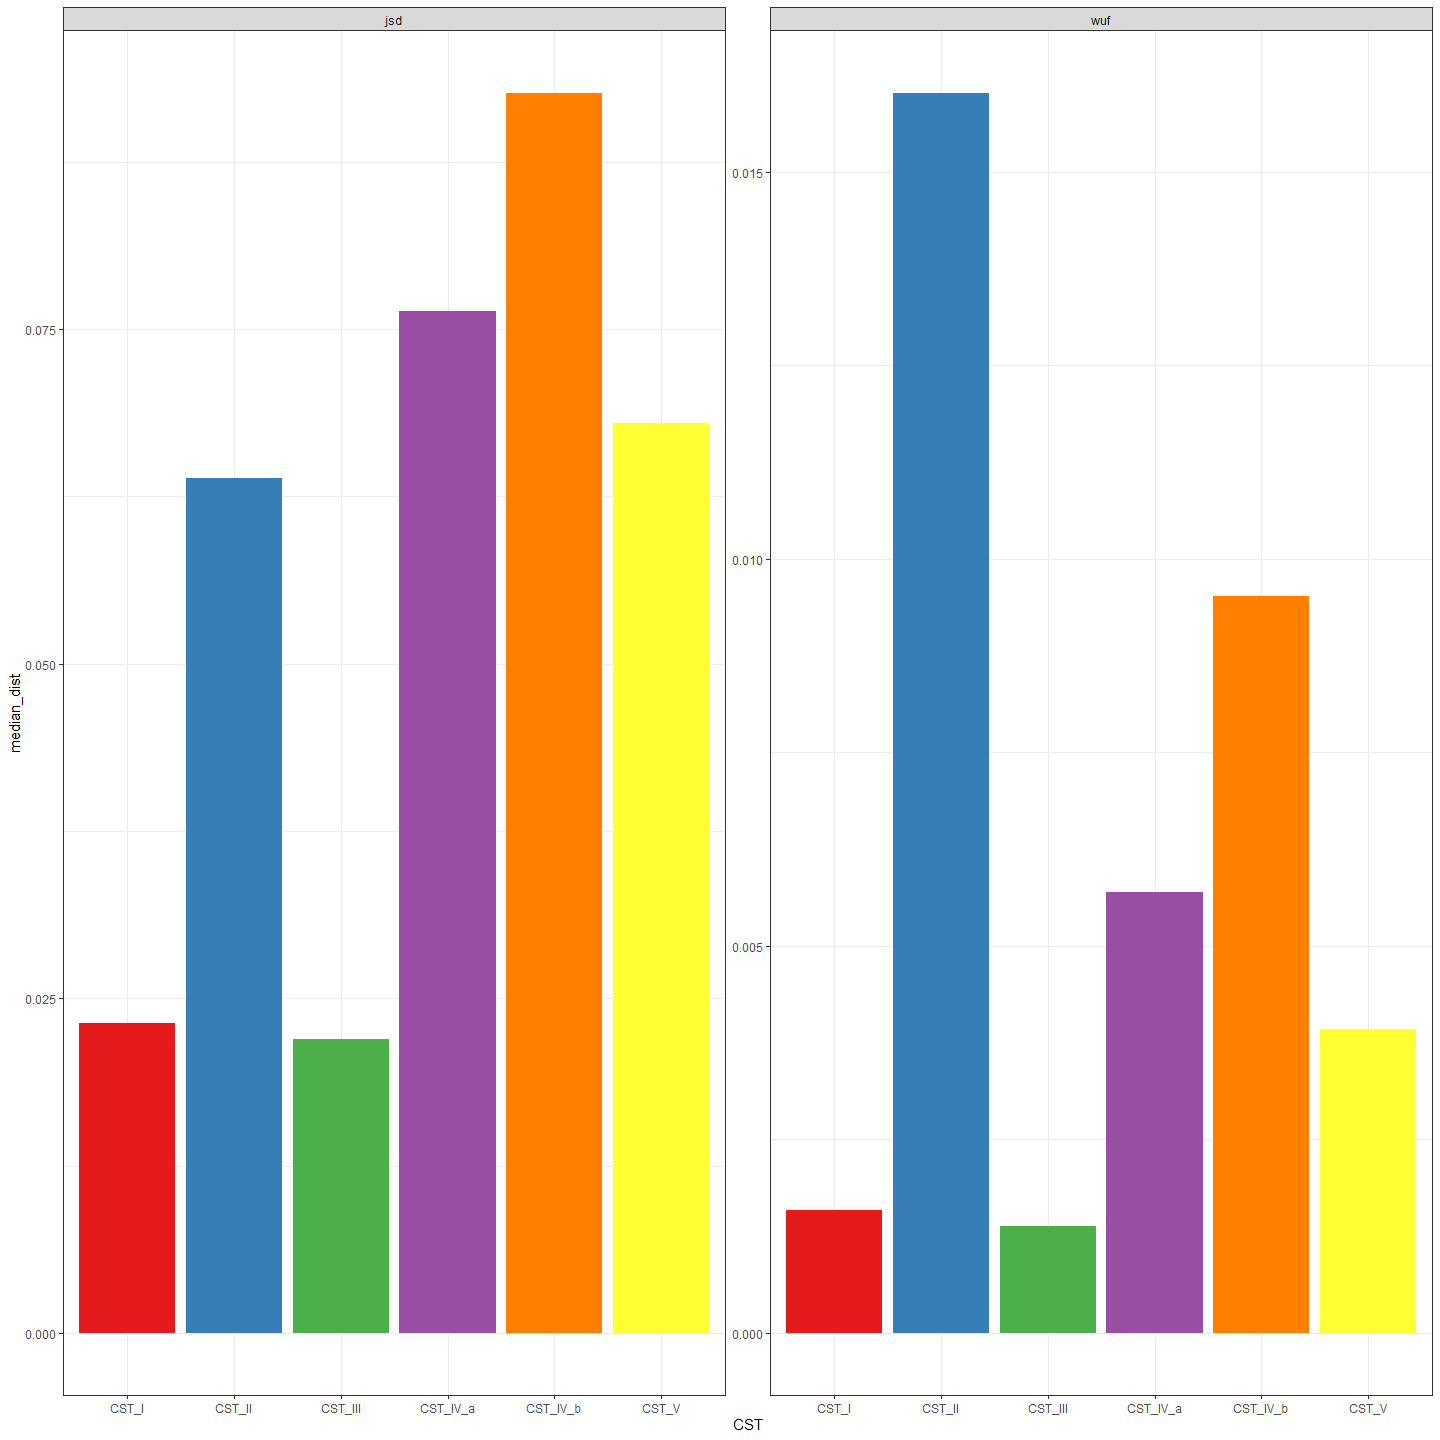 jsd
wuf
median_dist
0.075
0.050
0.025
0.000
0.015
0.010
0.005
0.000
CST_I CST_II CST_III CST_IV_a CST_IV_b CST_V
CST_I CST_II CST_III CST_IV_a CST_IV_b CST_V
CST